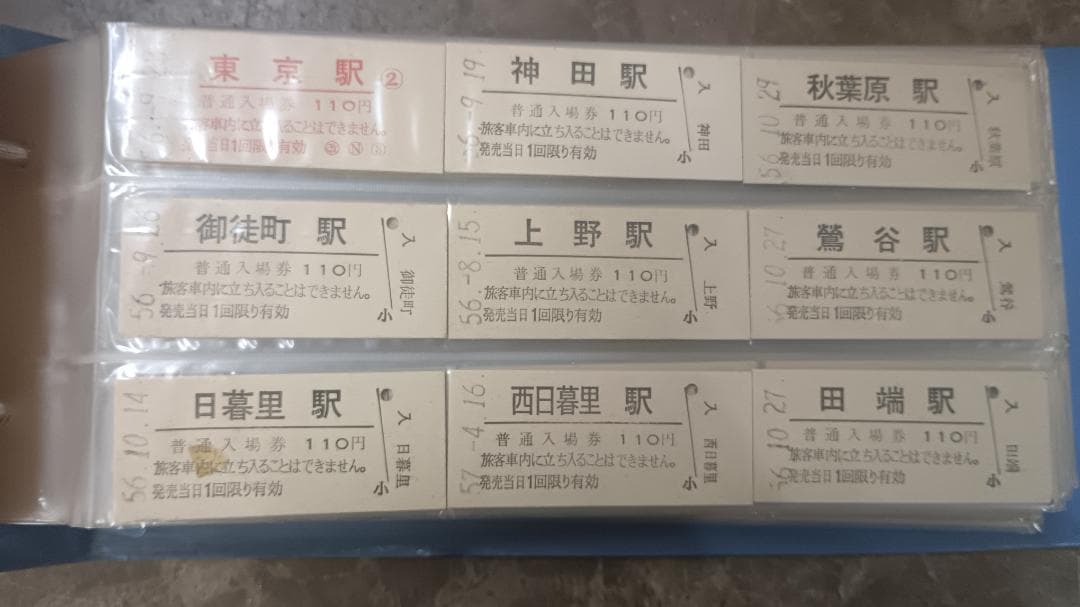 東京駅 ②
普通入場券 110円
旅客車内に立ち入ることはできません。
発売当日1回限り有効
56.-9.19
神田駅
普通入場券 110円
旅客車内に立ち入ることはできません。
発売当日1回限り有効
入
神田
小
56.10.29
秋葉原 駅
普通入場券 110円
旅客車内に立ち入ることはできません。
発売当日1回限り有効
入
秋葉原
小
56.-9.16
御徒町 駅
普通入場券 110円
旅客車内に立ち入ることはできません。
発売当日1回限り有効
入
御徒町
小
56.-8.15
上野駅
普通入場券 110円
旅客車内に立ち入ることはできません。
発売当日1回限り有効
入
上野
小
56.10.27
鶯谷駅
普通入場券 110円
旅客車内に立ち入ることはできません。
発売当日1回限り有効
入
鶯谷
小
56.10.14
日暮里 駅
普通入場券 110円
旅客車内に立ち入ることはできません。
発売当日1回限り有効
入
日暮里
小
57.-4.16
西日暮里 駅
普通入場券 110円
旅客車内に立ち入ることはできません。
発売当日1回限り有効
入
西日暮里
小
56.10.27
田端駅
普通入場券 110円
旅客車内に立ち入ることはできません。
発売当日1回限り有効
入
田端
小